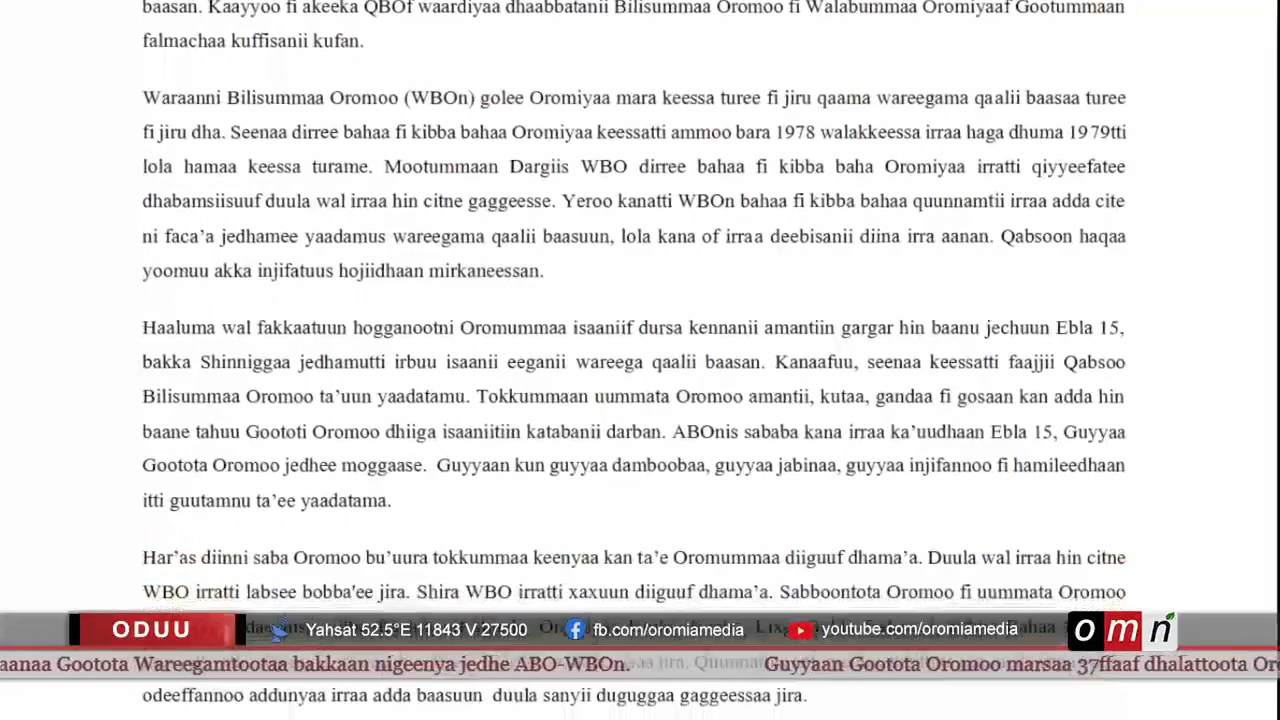 baasan. Kaayyoo fi akeeka QBOf waardiyaa dhaabbatanii Bilisummaa Oromoo fi Walabummaa Oromiyaaf Gootummaan
falmachaa kuffisanii kufan.
Waraanni Bilisummaa Oromoo (WBOn) golee Oromiyaa mara keessa turee fi jiru qaama wareegama qaalii baasaa turee
fi jiru dha. Seenaa dirree bahaa fi kibba bahaa Oromiyaa keessatti ammoo bara 1978 walakkeessa irraa haga dhuma 1979tti
lola hamaa keessa turame. Mootummaan Dargiis WBO dirree bahaa fi kibba baha Oromiyaa irratti qiyyeefatee
dhabamsiisuuf duula wal irraa hin citne gaggeesse. Yeroo kanatti WBOn bahaa fi kibba bahaa quunnamtii irraa adda cite
ni faca’a jedhamee yaadamus wareegama qaalii baasuun, lola kana of irraa deebisanii diina irra aanan. Qabsoon haqaa
yoomuu akka injifatuus hojiidhaan mirkaneessan.
Haaluma wal fakkaatuun hogganootni Oromummaa isaaniif dursa kennanii amantiin gargar hin baanu jechuun Ebla 15,
bakka Shinniggaa jedhamutti irbuu isaanii eeganii wareega qaalii baasan. Kanaafuu, seenaa keessatti faajjii Qabsoo
Bilisummaa Oromoo ta’uun yaadatamu. Tokkummaan uummata Oromoo amantii, kutaa, gandaa fi gosaan kan adda hin
baane tahuu Goototi Oromoo dhiiga isaaniitiin katabanii darban. ABOnis sababa kana irraa ka’uudhaan Ebla 15, Guyyaa
Gootota Oromoo jedhee moggaase. Guyyaan kun guyyaa damboobaa, guyyaa jabinaa, guyyaa injifannoo fi hamileedhaan
itti guutamnu ta’ee yaadatama.
Har’as diinni saba Oromoo bu’uura tokkummaa keenyaa kan ta’e Oromummaa diiguuf dhama’a. Duula wal irraa hin citne
WBO irratti labsee bobba'ee jira. Shira WBO irratti xaxuun diiguuf dhama’a. Sabboontota Oromoo fi uummata Oromoo
ODUU Yahsat 52.5°E 11843 V 27500 fb.com/oromiamedia youtube.com/oromiamedia omn
aanaa Gootota Wareegamtootaa bakkaan nigeenya jedhe ABO-WBOn. Guyyaan Gootota Oromoo marsaa 37ffaaf dhalattoota
odeeffannoo addunyaa irraa adda baasuun duula sanyii duguggaa gaggeessaa jira.